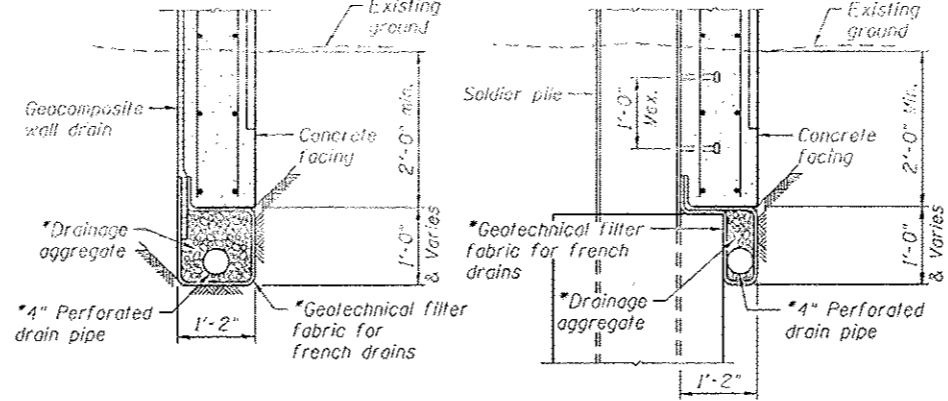 Existing
ground
Geocomposite
wall drain
Concrete
facing
2'-0" min.
*Drainage
aggregate
1'-0"
& Varies
*4" Perforated
drain pipe
1'-2"
*Geotechnical filter
fabric for
french drains
Existing
ground
Soldier pile
1'-0"
Max.
Concrete
facing
2'-0" Min.
*Geotechnical filter
fabric for french
drains
*Drainage
aggregate
1'-0"
& Varies
*4" Perforated
drain pipe
1'-2"